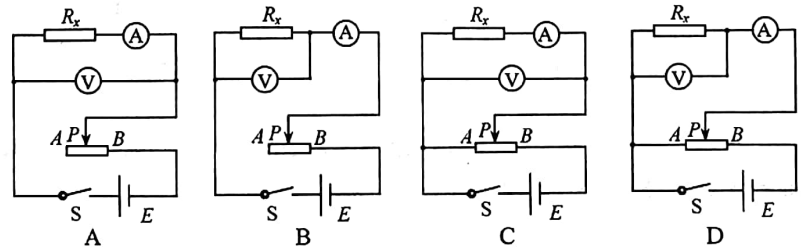 Rₓ A Rₓ A Rₓ A Rₓ A
V V V V
A P B A P B A P B A P B
S E S E S E S E
A B C D